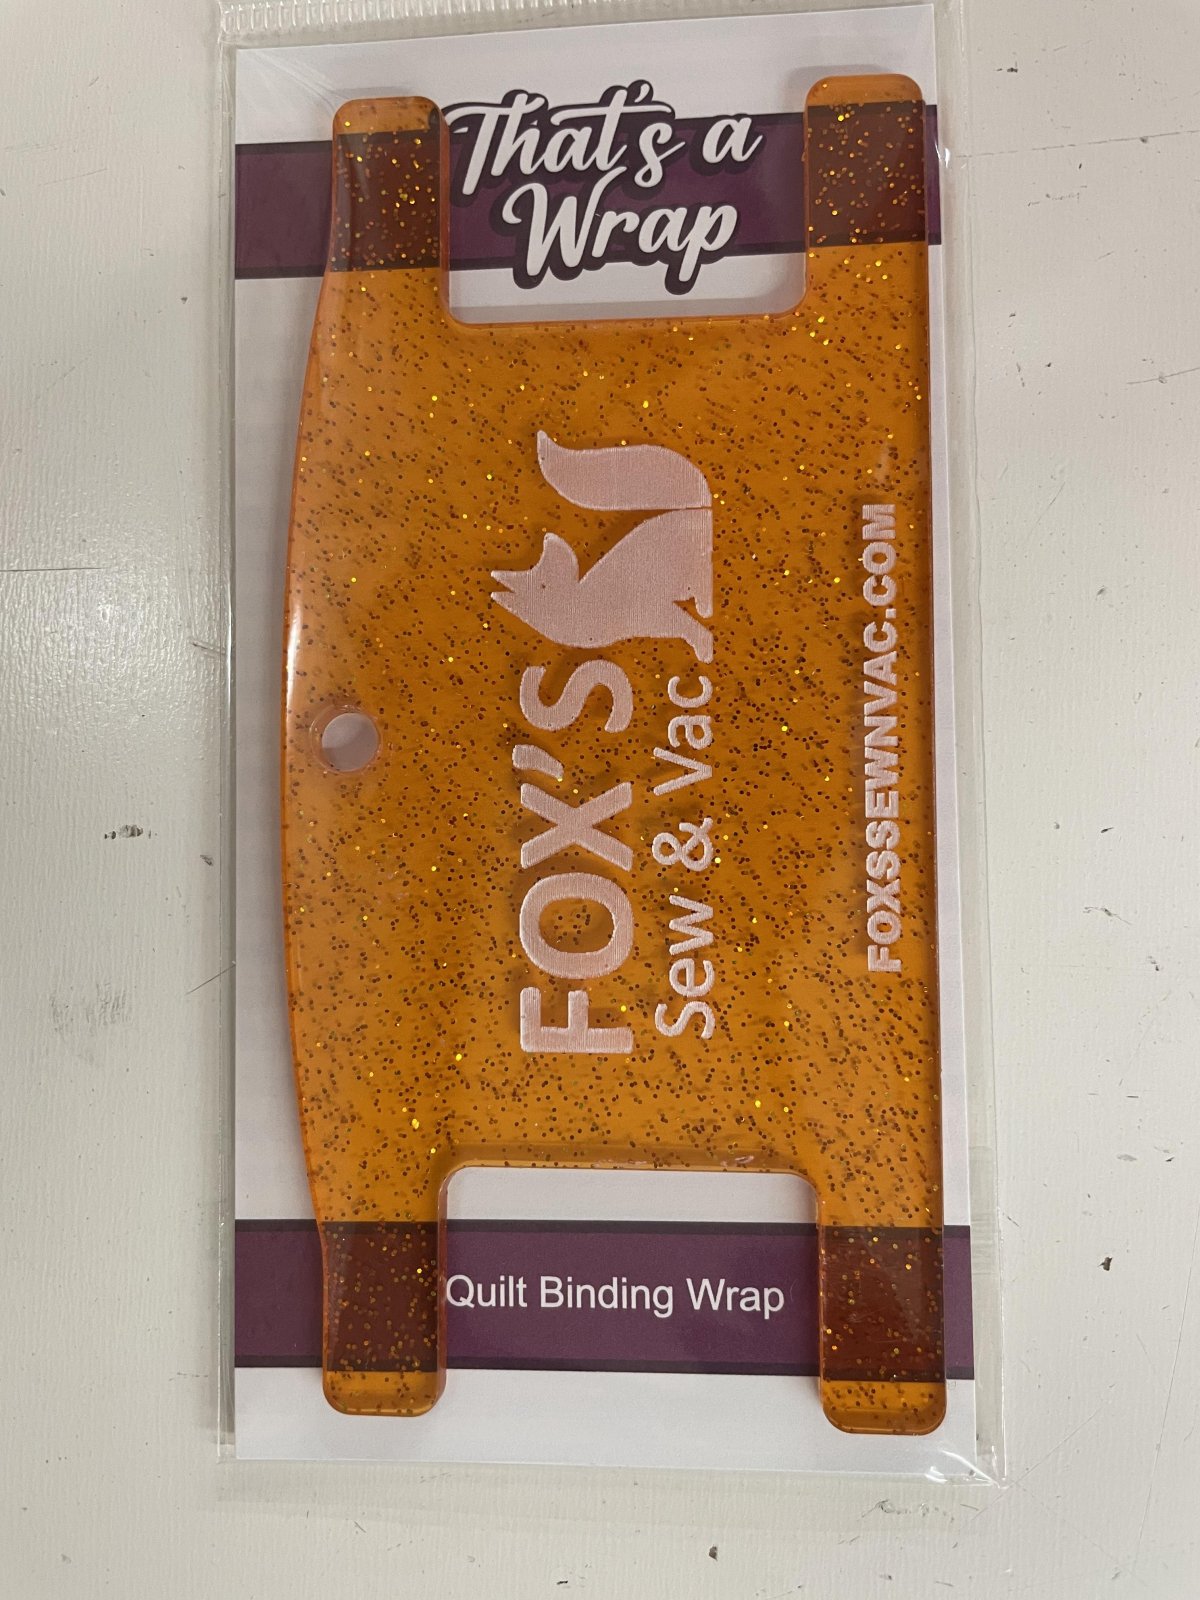 That's a
Wrap
FOX'S
Sew & Vac
FOXSSEWNVAC.COM
Quilt Binding Wrap